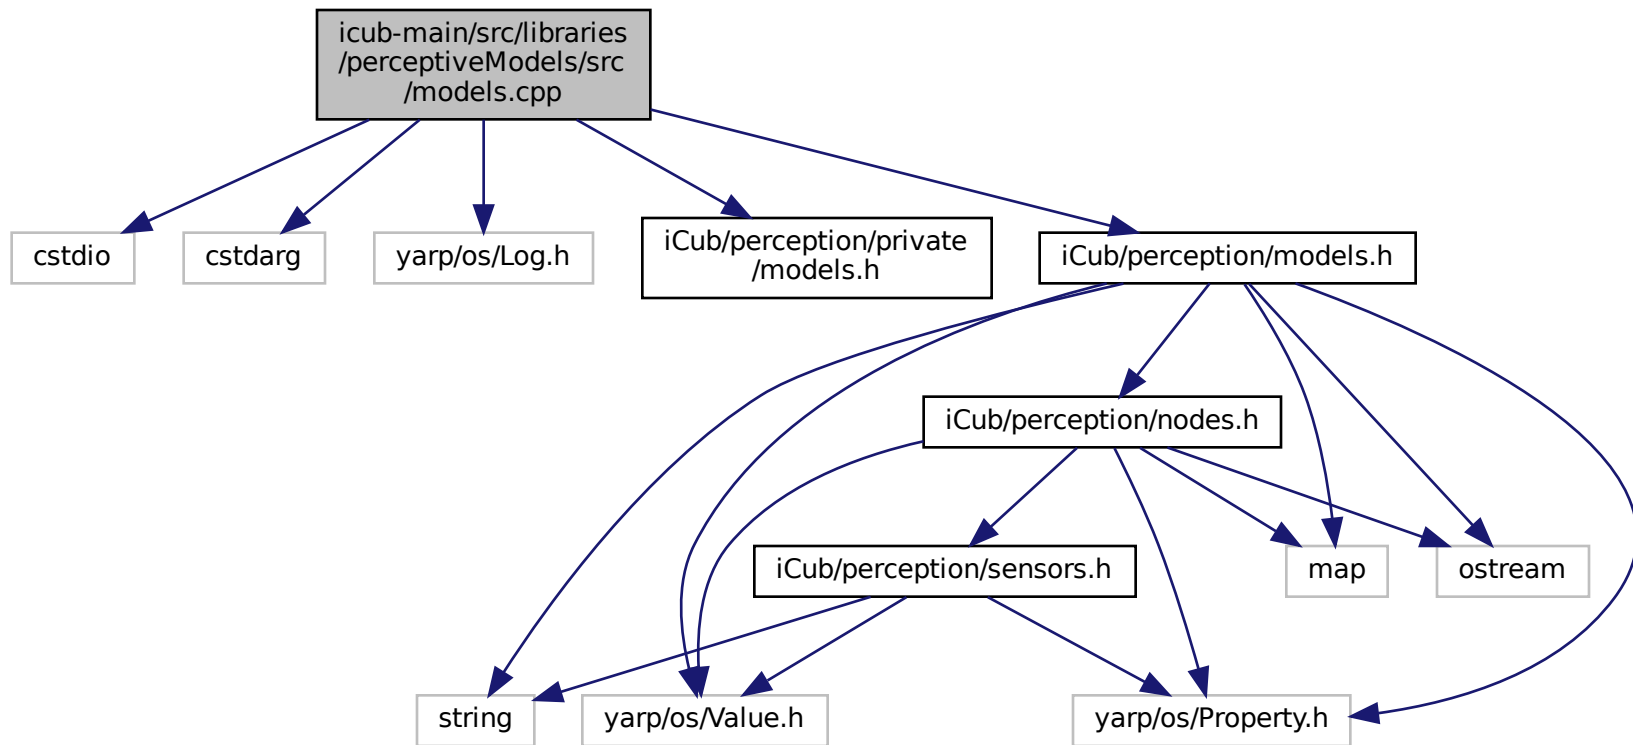 icub-main/src/libraries
/perceptiveModels/src
/models.cpp
cstdio
cstdarg
yarp/os/Log.h
iCub/perception/private
/models.h
iCub/perception/models.h
iCub/perception/nodes.h
iCub/perception/sensors.h
map
ostream
string
yarp/os/Value.h
yarp/os/Property.h